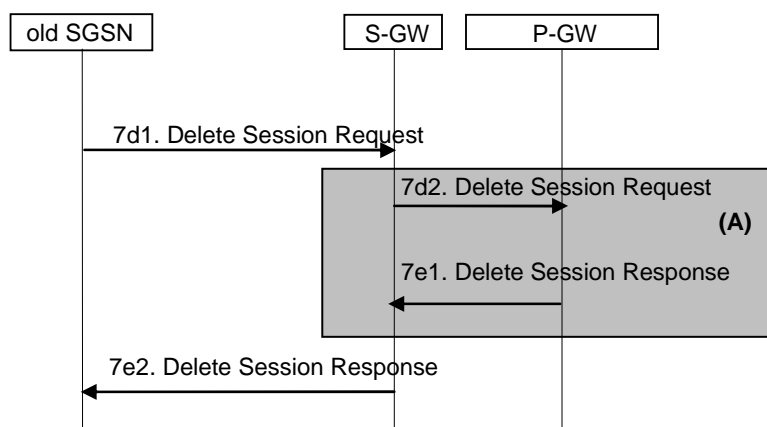 old SGSN
S-GW
P-GW
7d1. Delete Session Request
7d2. Delete Session Request
(A)
7e1. Delete Session Response
7e2. Delete Session Response